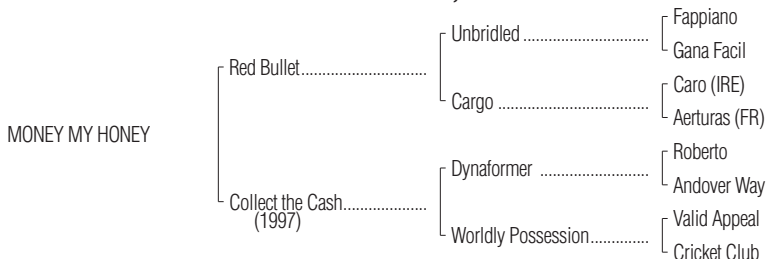 MONEY MY HONEY
Red Bullet..............................
Collect the Cash....................
(1997)
Unbridled ..............................
Cargo ....................................
Dynaformer ..........................
Worldly Possession..............
Fappiano
Gana Facil
Caro (IRE)
Aerturas (FR)
Roberto
Andover Way
Valid Appeal
Cricket Club